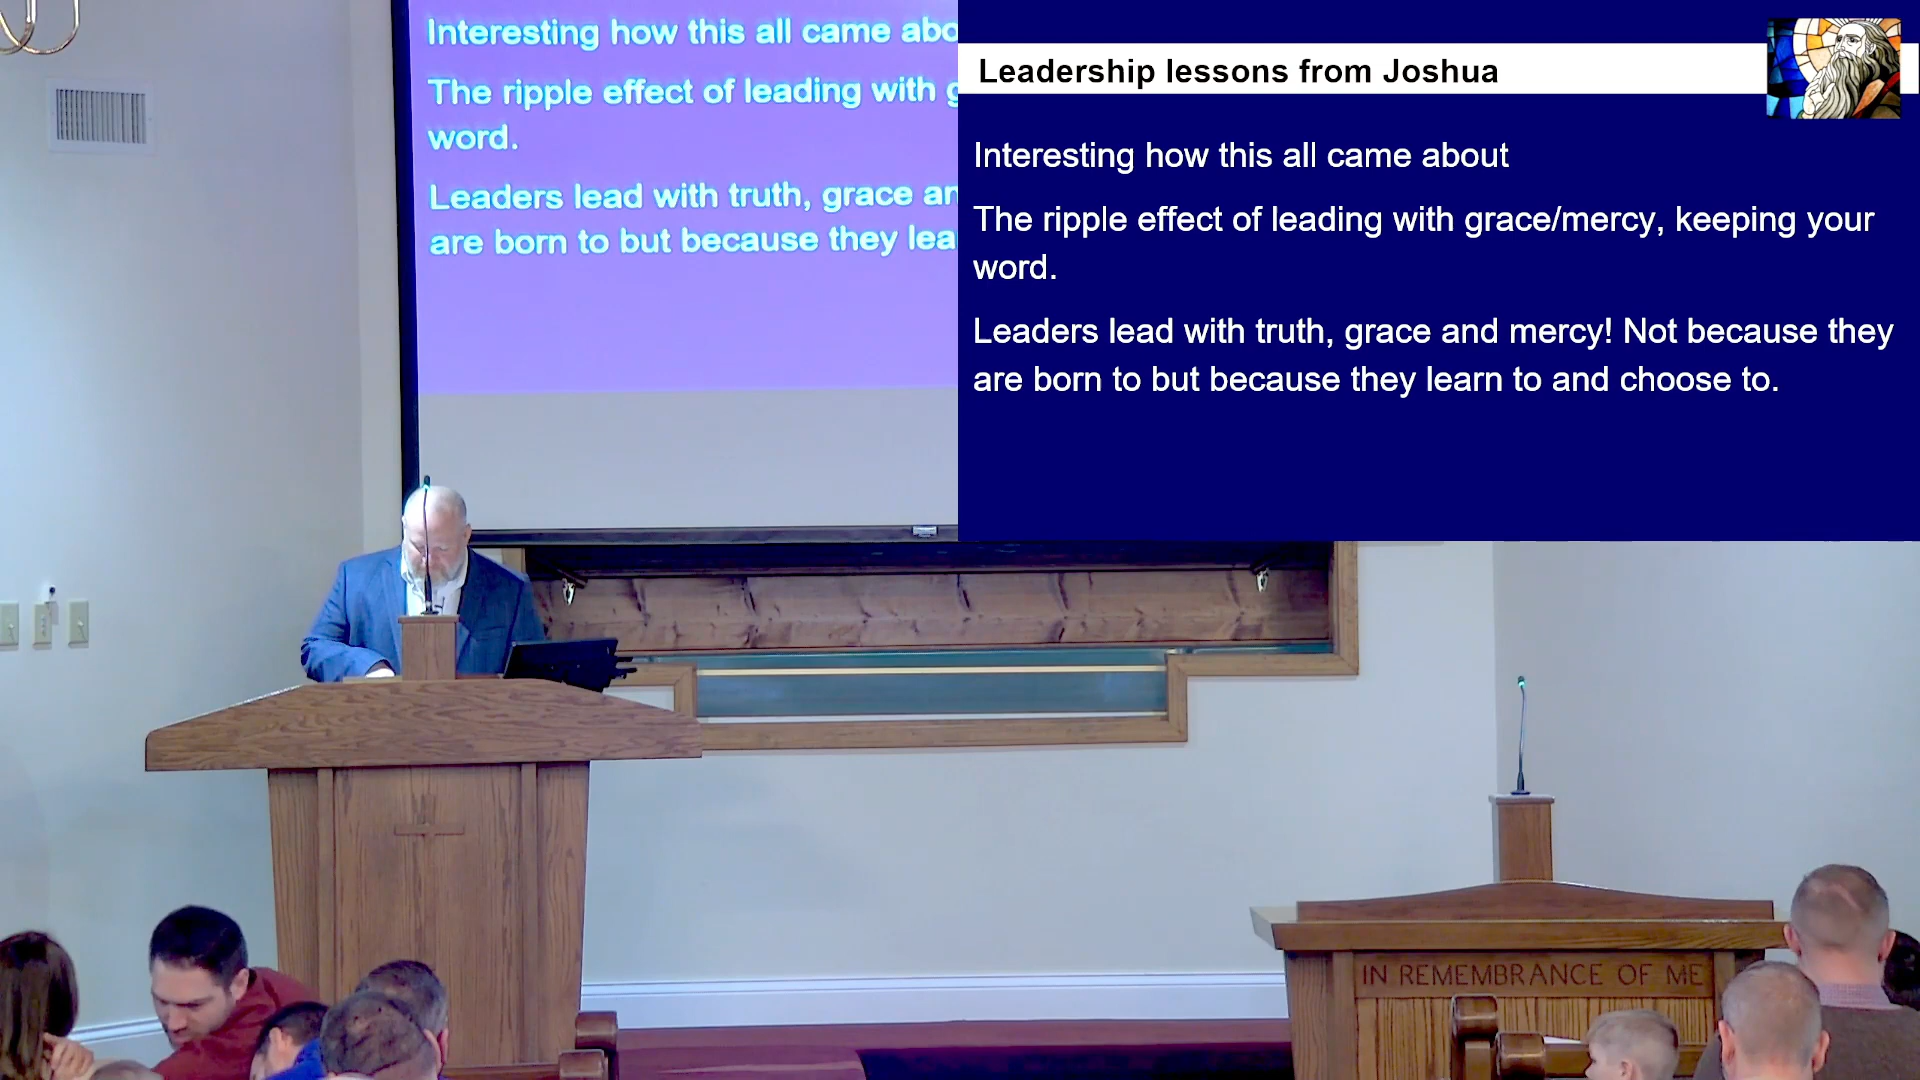 Interesting how this all came abo
The ripple effect of leading with g
word.
Leaders lead with truth, grace an
are born to but because they lea
Leadership lessons from Joshua
Interesting how this all came about
The ripple effect of leading with grace/mercy, keeping your
word.
Leaders lead with truth, grace and mercy! Not because they
are born to but because they learn to and choose to.
IN REMEMBRANCE OF ME